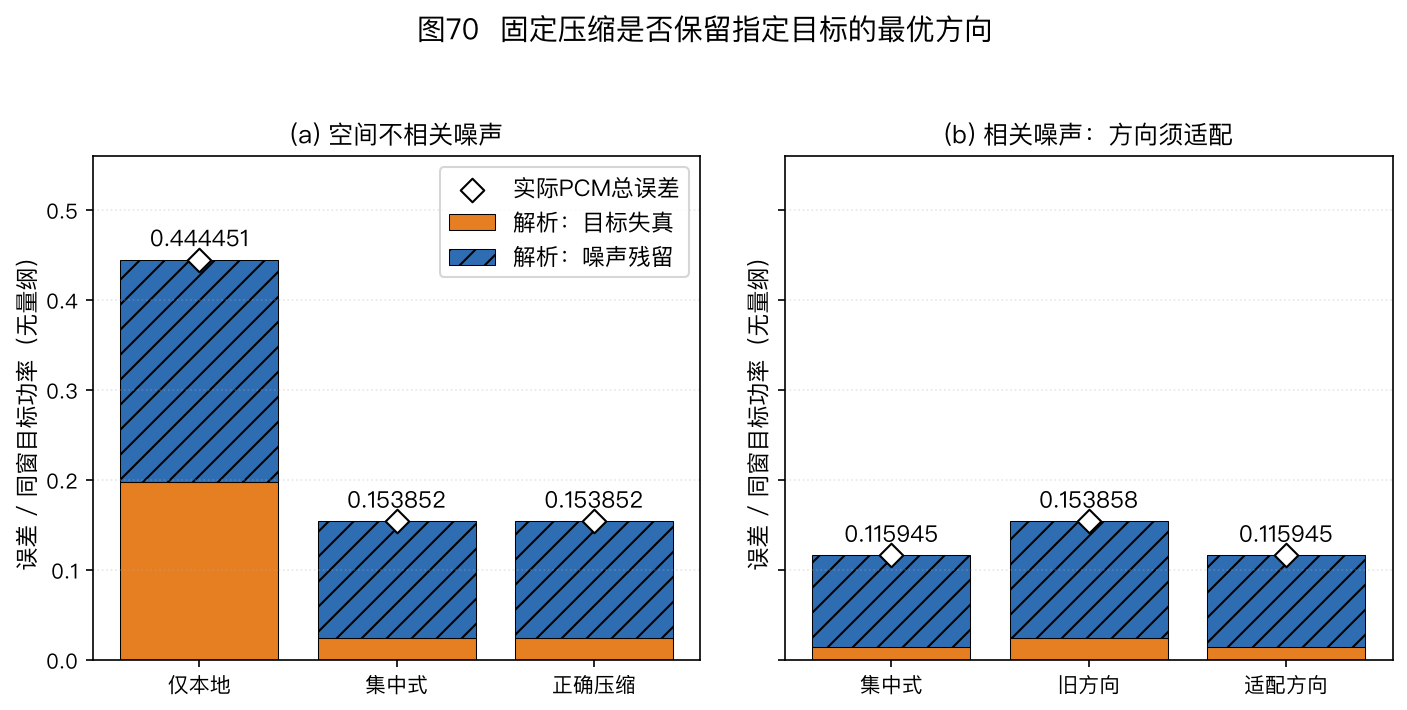 图70 固定压缩是否保留指定目标的最优方向
(a) 空间不相关噪声
误差 / 同窗目标功率（无量纲）
0.5
0.4
0.3
0.2
0.1
0.0
实际PCM总误差
解析：目标失真
解析：噪声残留
0.444451
0.153852
0.153852
仅本地
集中式
正确压缩
(b) 相关噪声：方向须适配
误差 / 同窗目标功率（无量纲）
0.115945
0.153858
0.115945
集中式
旧方向
适配方向